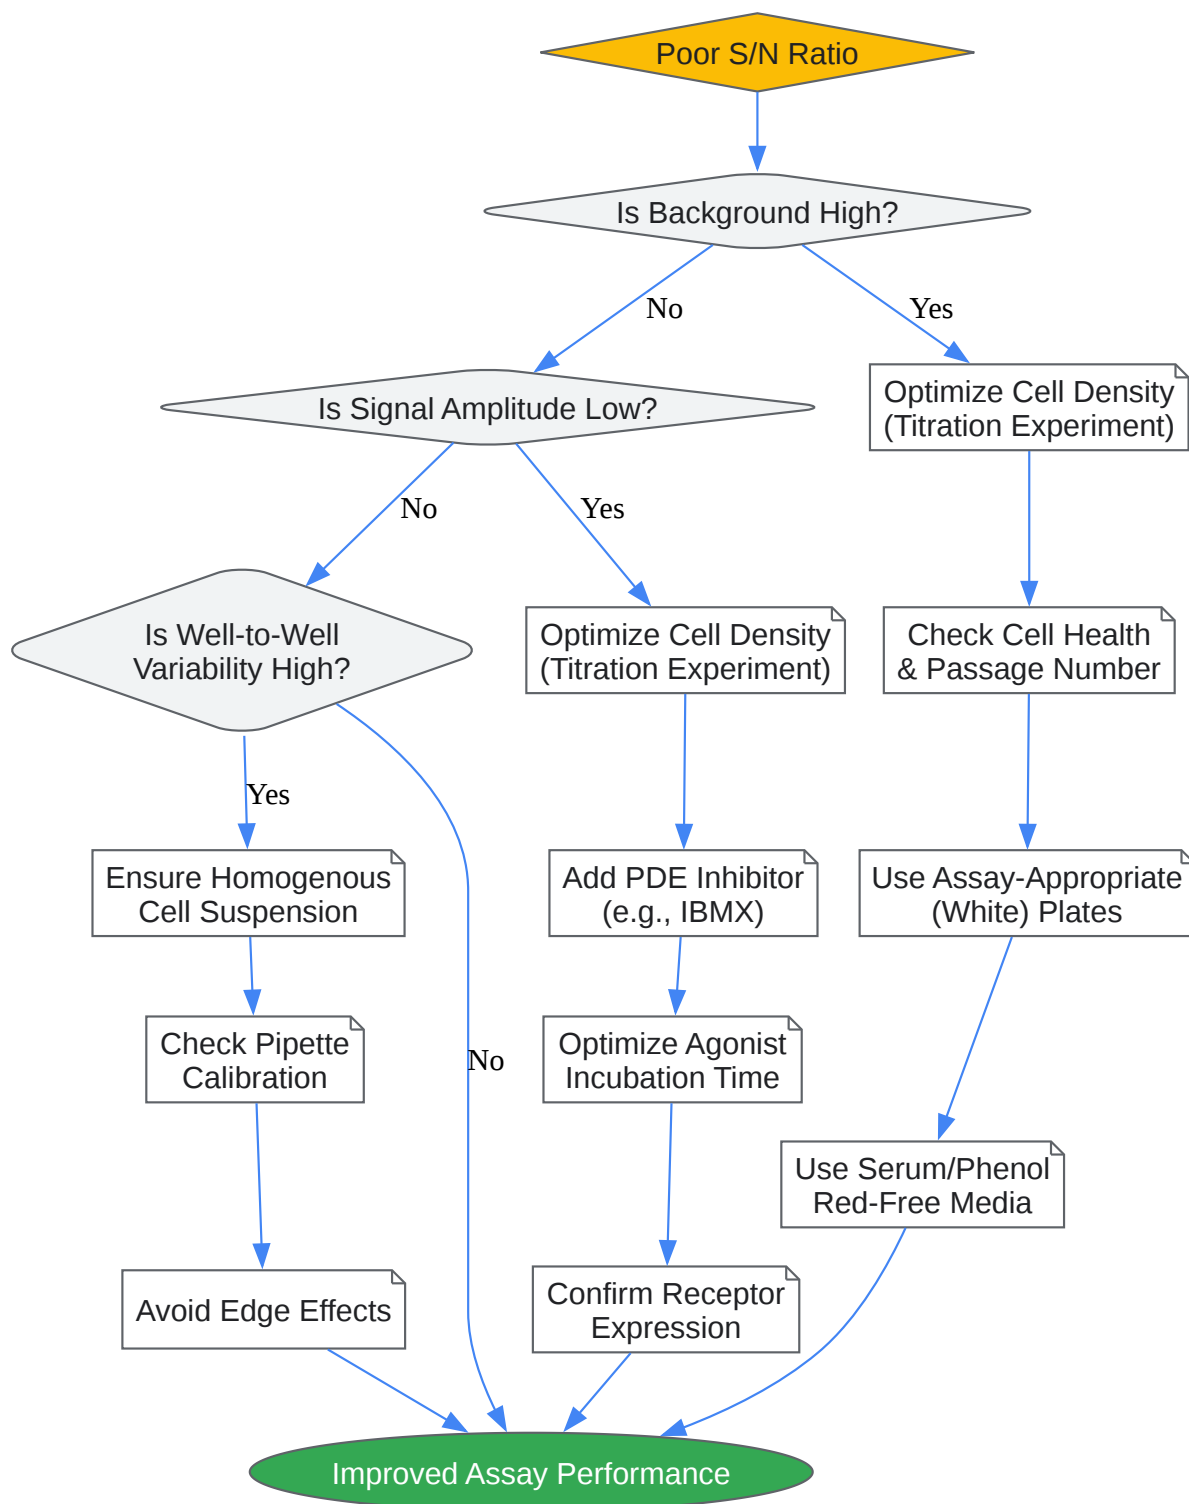 Poor S/N Ratio
Is Background High?
No
Yes
Is Signal Amplitude Low?
Optimize Cell Density
(Titration Experiment)
No
Yes
Is Well-to-Well
Variability High?
Optimize Cell Density
(Titration Experiment)
Check Cell Health
& Passage Number
Yes
Ensure Homogenous
Cell Suspension
Add PDE Inhibitor
(e.g., IBMX)
Use Assay-Appropriate
(White) Plates
Check Pipette
Calibration
No
Optimize Agonist
Incubation Time
Use Serum/Phenol
Red-Free Media
Avoid Edge Effects
Confirm Receptor
Expression
Improved Assay Performance